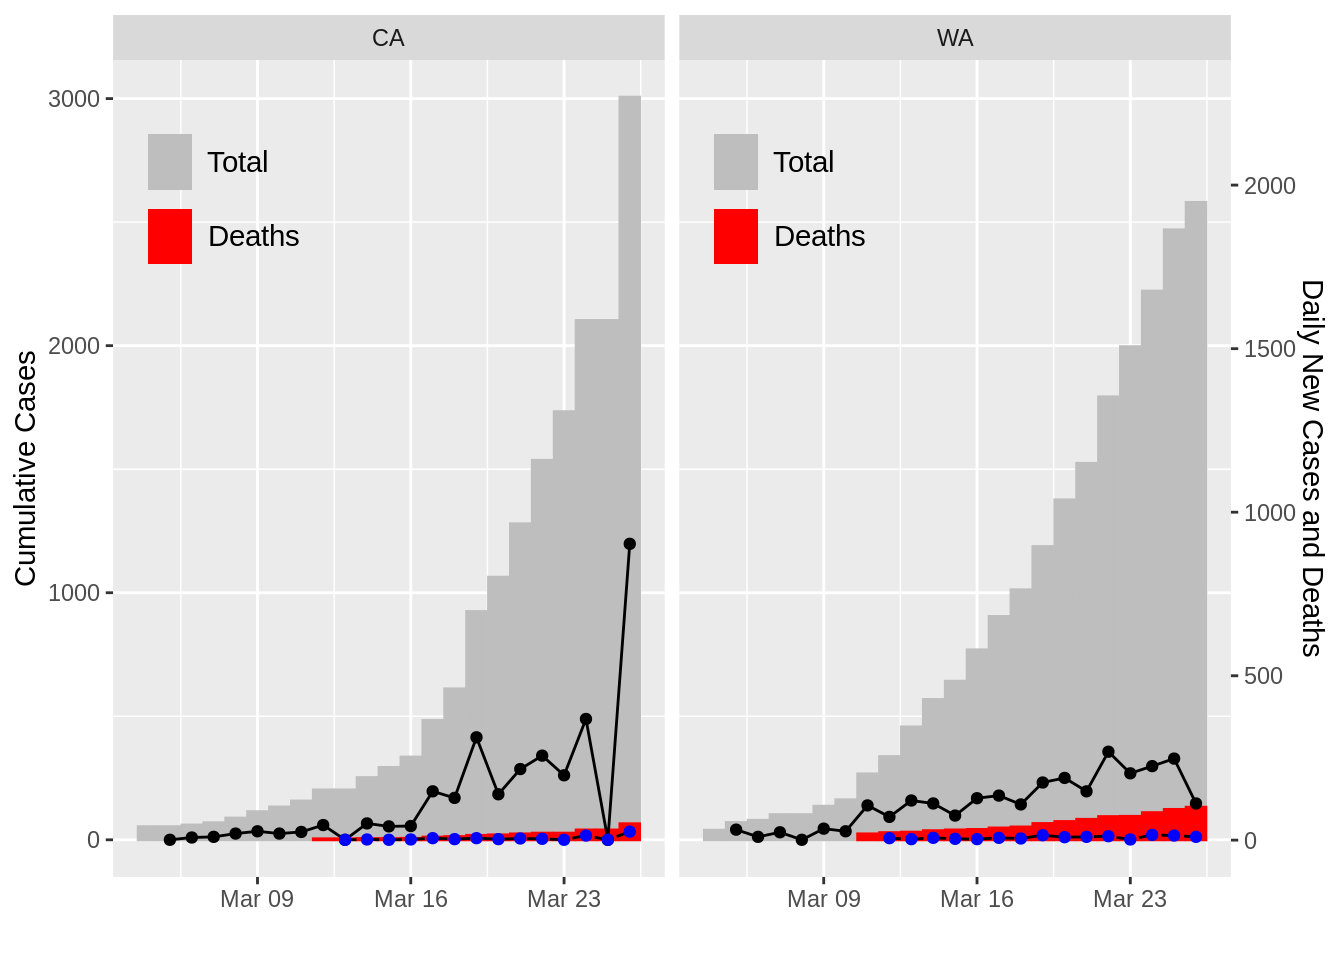 CA
WA
3000
2000
1000
0
Cumulative Cases
Total
Deaths
Total
Deaths
2000
1500
1000
500
0
Daily New Cases and Deaths
Mar 09
Mar 16
Mar 23
Mar 09
Mar 16
Mar 23